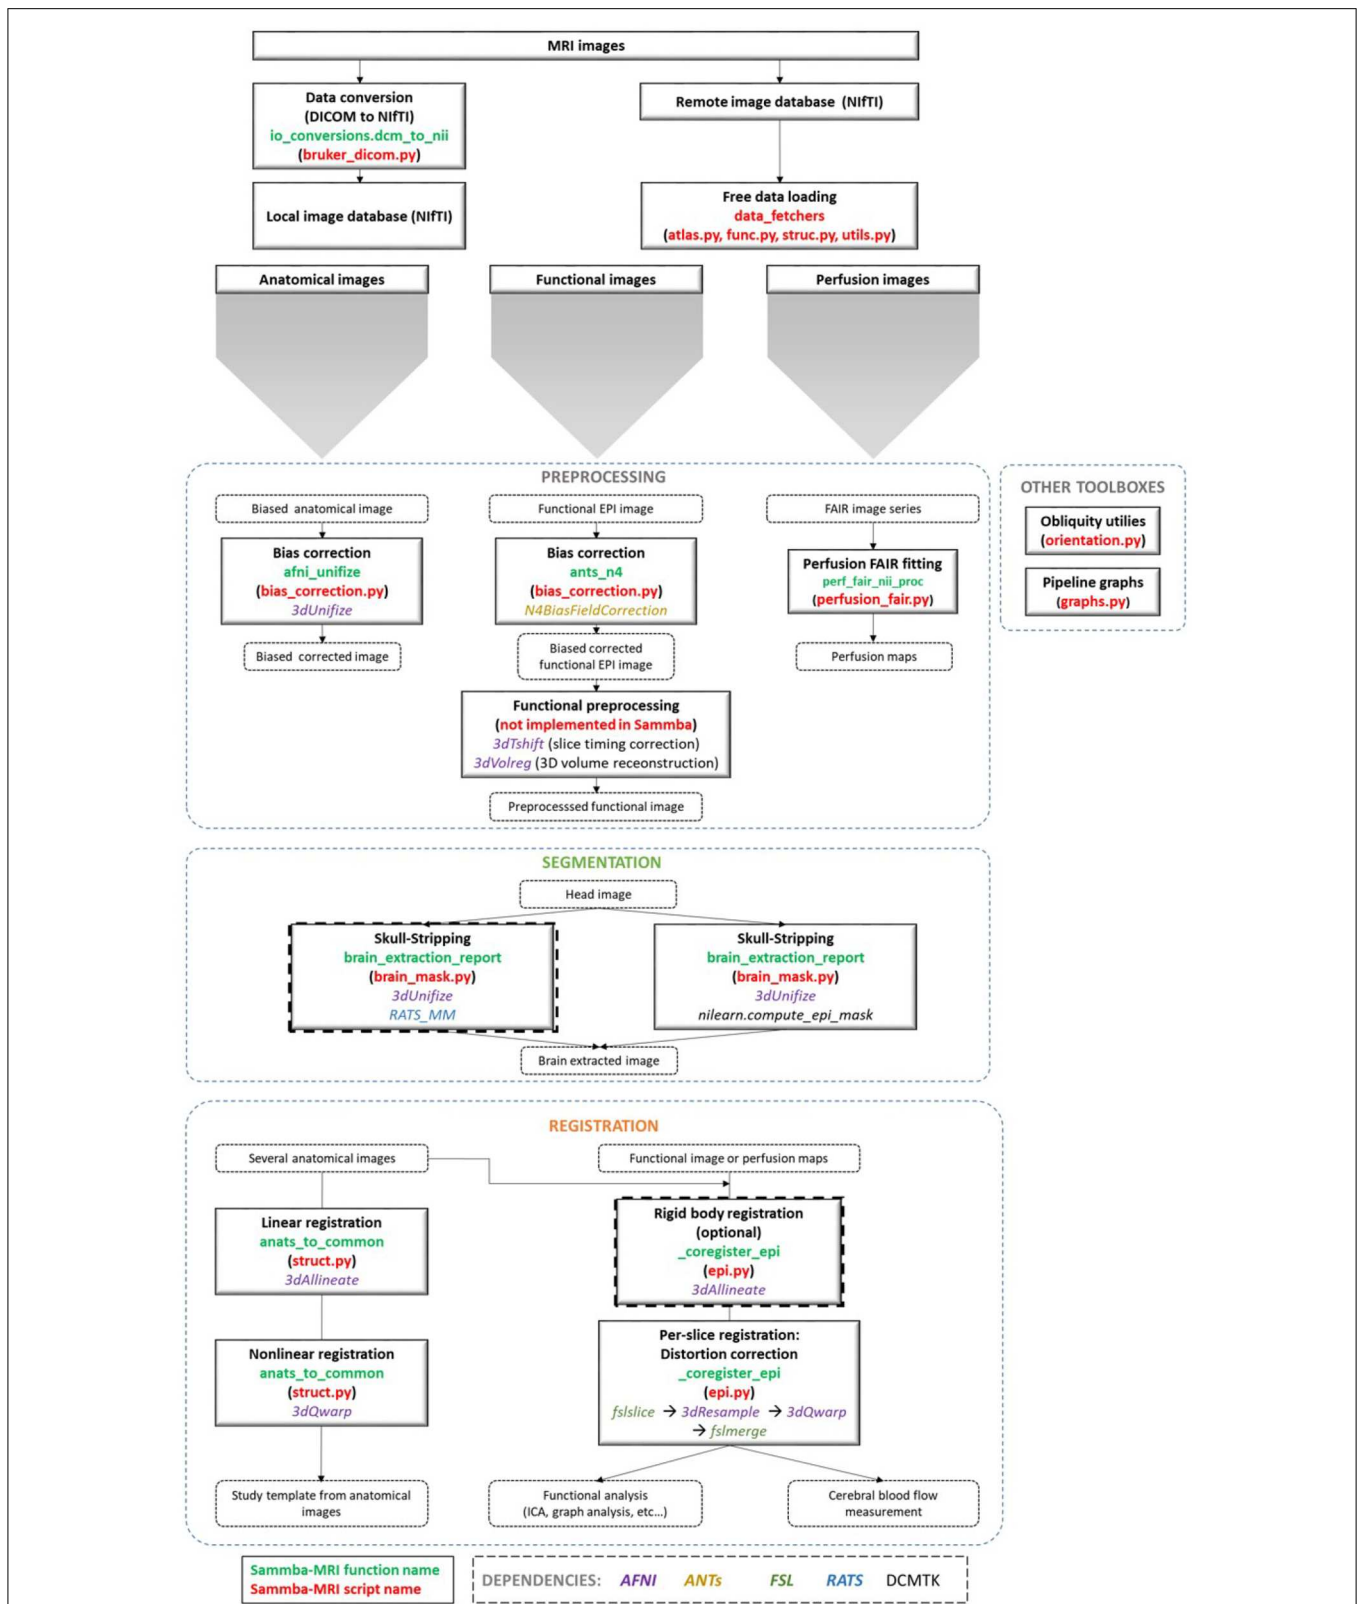 MRI images
Data conversion
(DICOM to NIfTI)
io_conversions.dcm_to_nii
(bruker_dicom.py)
Remote image database (NIfTI)
Local image database (NIfTI)
Free data loading
data_fetchers
(atlas.py, func.py, struc.py, utils.py)
Anatomical images
Functional images
Perfusion images
PREPROCESSING
Biased anatomical image
Bias correction
afni_unifize
(bias_correction.py)
3dUnifize
Biased corrected image
Functional EPI image
Bias correction
ants_n4
(bias_correction.py)
N4BiasFieldCorrection
Biased corrected
functional EPI image
Functional preprocessing
(not implemented in Sammba)
3dTshift (slice timing correction)
3dVolreg (3D volume receonstruction)
Preprocesssed functional image
FAIR image series
Perfusion FAIR fitting
perf_fair_nii_proc
(perfusion_fair.py)
Perfusion maps
OTHER TOOLBOXES
Obliquity utilies
(orientation.py)
Pipeline graphs
(graphs.py)
SEGMENTATION
Head image
Skull-Stripping
brain_extraction_report
(brain_mask.py)
3dUnifize
RATS_MM
Skull-Stripping
brain_extraction_report
(brain_mask.py)
3dUnifize
nilearn.compute_epi_mask
Brain extracted image
REGISTRATION
Several anatomical images
Linear registration
anats_to_common
(struct.py)
3dAllineate
Nonlinear registration
anats_to_common
(struct.py)
3dQwarp
Study template from anatomical
images
Functional image or perfusion maps
Rigid body registration
(optional)
_coregister_epi
(epi.py)
3dAllineate
Per-slice registration:
Distortion correction
_coregister_epi
(epi.py)
fslslice → 3dResample → 3dQwarp
→ fslmerge
Functional analysis
(ICA, graph analysis, etc...)
Cerebral blood flow
measurement
Sammba-MRI function name
Sammba-MRI script name
DEPENDENCIES: AFNI ANTs FSL RATS DCMTK